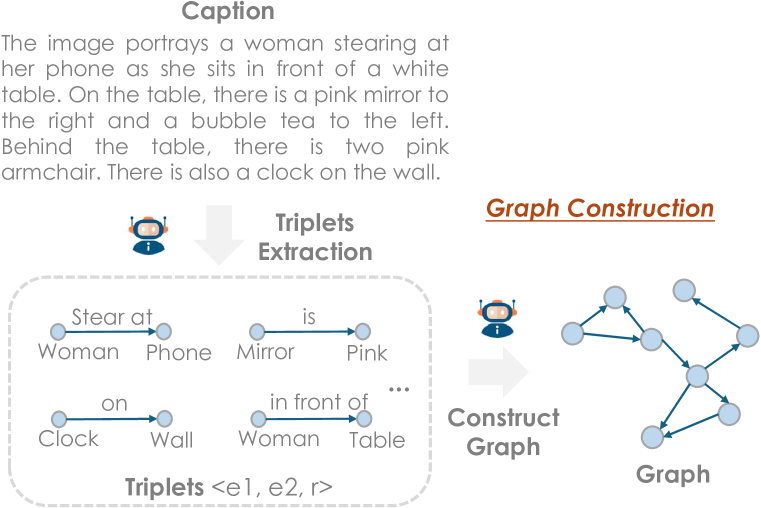 Caption
The image portrays a woman stearing at
her phone as she sits in front of a white
table. On the table, there is a pink mirror to
the right and a bubble tea to the left.
Behind the table, there is two pink
armchair. There is also a clock on the wall.
Graph Construction
Triplets
Extraction
Stear at
Woman Phone
is
Mirror Pink
...
on
Clock Wall
in front of
Woman Table
Triplets <e1, e2, r>
Construct
Graph
Graph